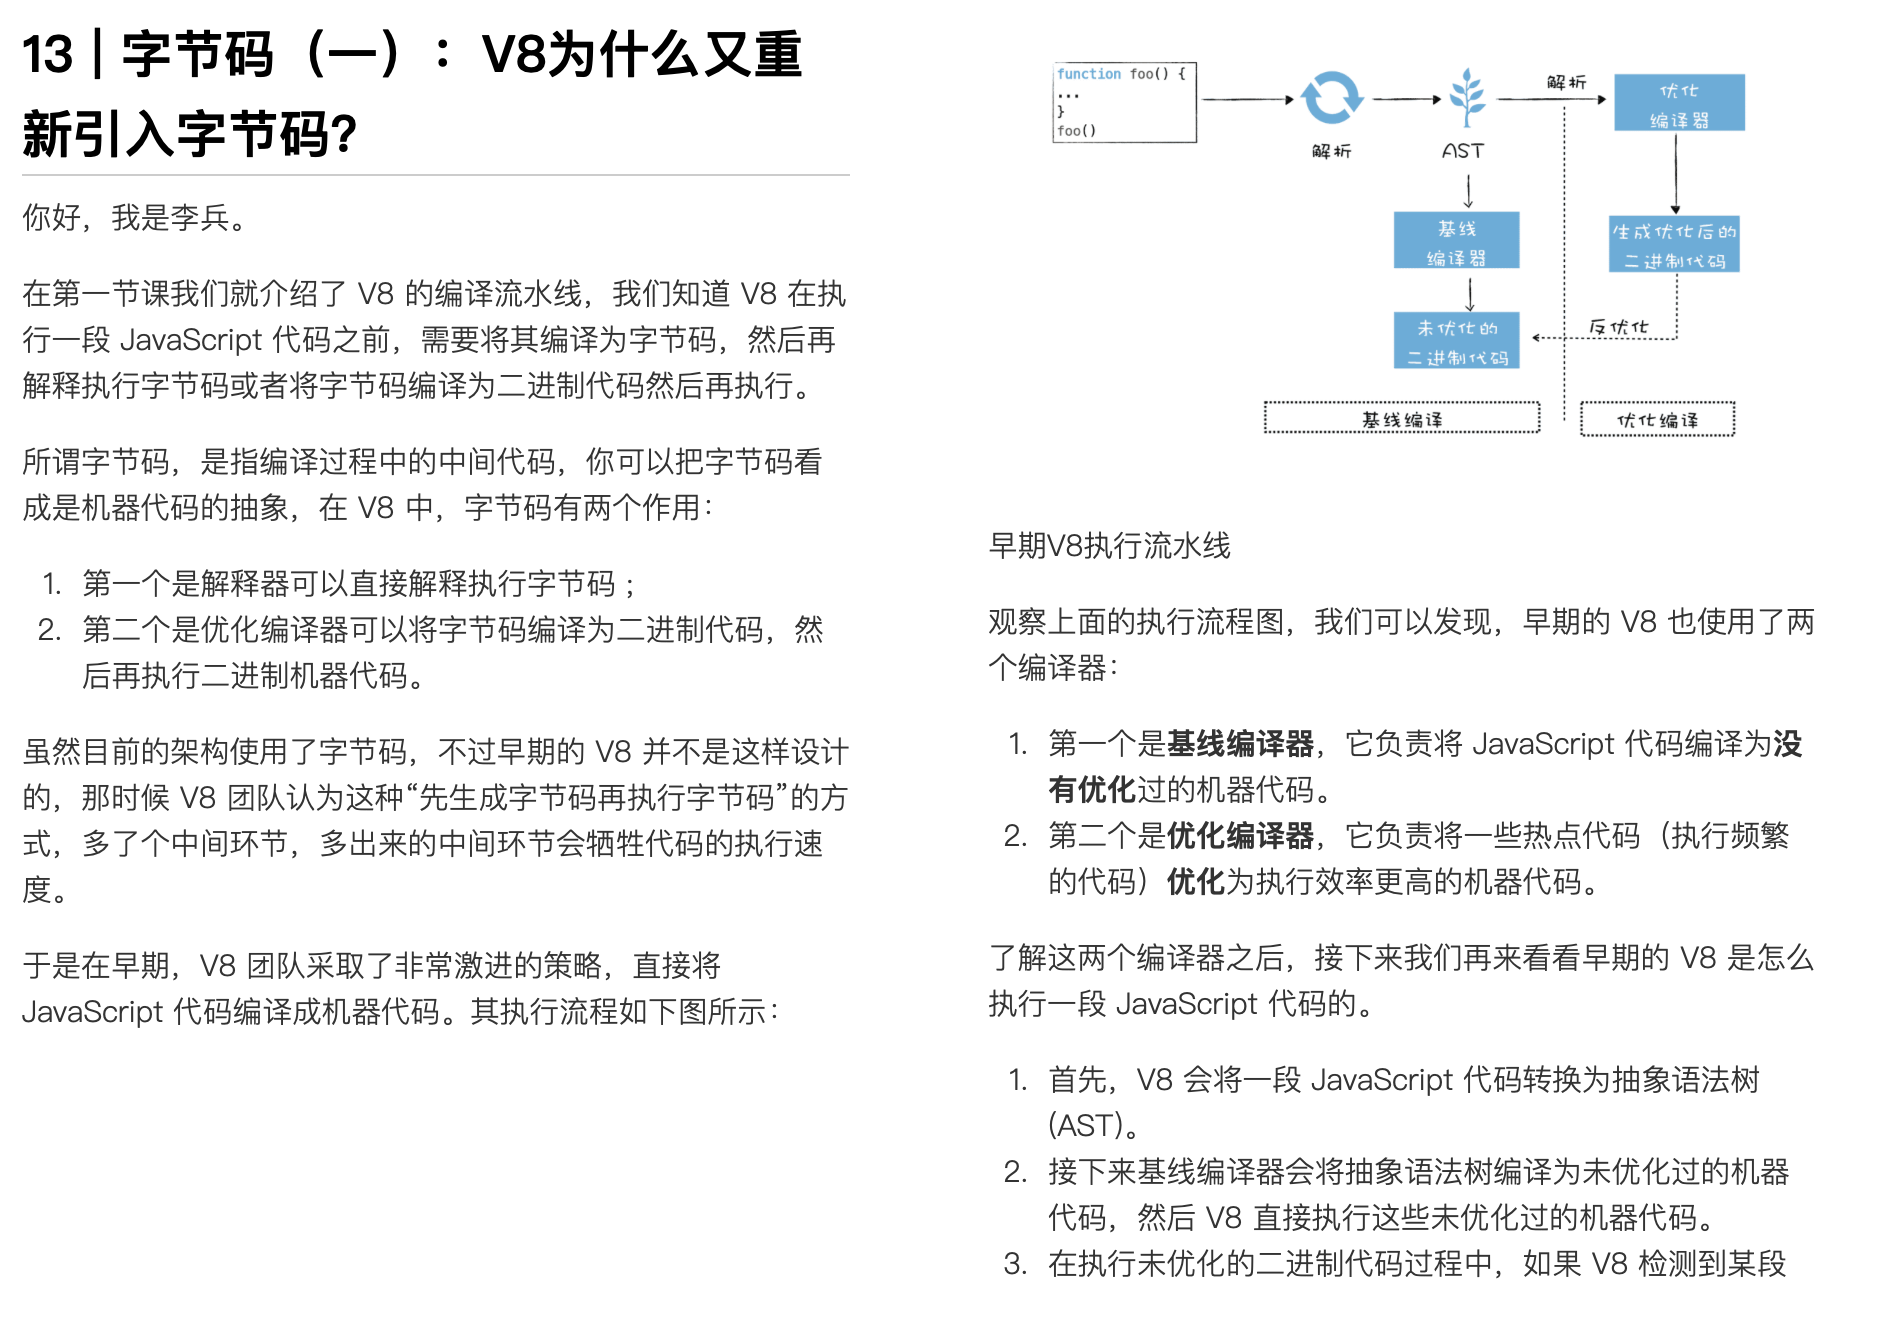 13 | 字节码（一）：V8为什么又重
新引入字节码？
你好，我是李兵。
在第一节课我们就介绍了 V8 的编译流水线，我们知道 V8 在执
行一段 JavaScript 代码之前，需要将其编译为字节码，然后再
解释执行字节码或者将字节码编译为二进制代码然后再执行。
所谓字节码，是指编译过程中的中间代码，你可以把字节码看
成是机器代码的抽象，在 V8 中，字节码有两个作用：
1. 第一个是解释器可以直接解释执行字节码 ;
2. 第二个是优化编译器可以将字节码编译为二进制代码，然
后再执行二进制机器代码。
虽然目前的架构使用了字节码，不过早期的 V8 并不是这样设计
的，那时候 V8 团队认为这种“先生成字节码再执行字节码”的方
式，多了个中间环节，多出来的中间环节会牺牲代码的执行速
度。
于是在早期，V8 团队采取了非常激进的策略，直接将
JavaScript 代码编译成机器代码。其执行流程如下图所示：
function foo() {
...
}
foo()
解析
AST
解析
优化
编译器
基线
编译器
生成优化后的
二进制代码
未优化的
二进制代码
反优化
基线编译
优化编译
早期V8执行流水线
观察上面的执行流程图，我们可以发现，早期的 V8 也使用了两
个编译器：
1. 第一个是基线编译器，它负责将 JavaScript 代码编译为没
有优化过的机器代码。
2. 第二个是优化编译器，它负责将一些热点代码（执行频繁
的代码）优化为执行效率更高的机器代码。
了解这两个编译器之后，接下来我们再来看看早期的 V8 是怎么
执行一段 JavaScript 代码的。
1. 首先，V8 会将一段 JavaScript 代码转换为抽象语法树
(AST)。
2. 接下来基线编译器会将抽象语法树编译为未优化过的机器
代码，然后 V8 直接执行这些未优化过的机器代码。
3. 在执行未优化的二进制代码过程中，如果 V8 检测到某段